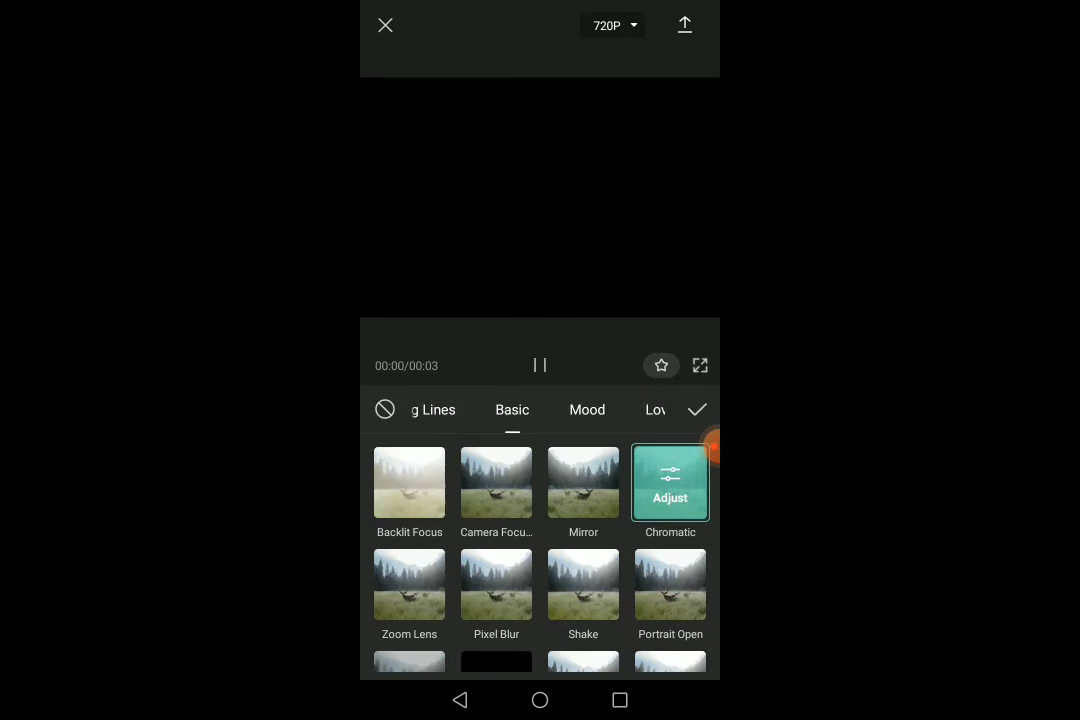 720P
00:00/00:03
g Lines Basic Mood Lov
Adjust
Backlit Focus Camera Focu... Mirror Chromatic
Zoom Lens Pixel Blur Shake Portrait Open